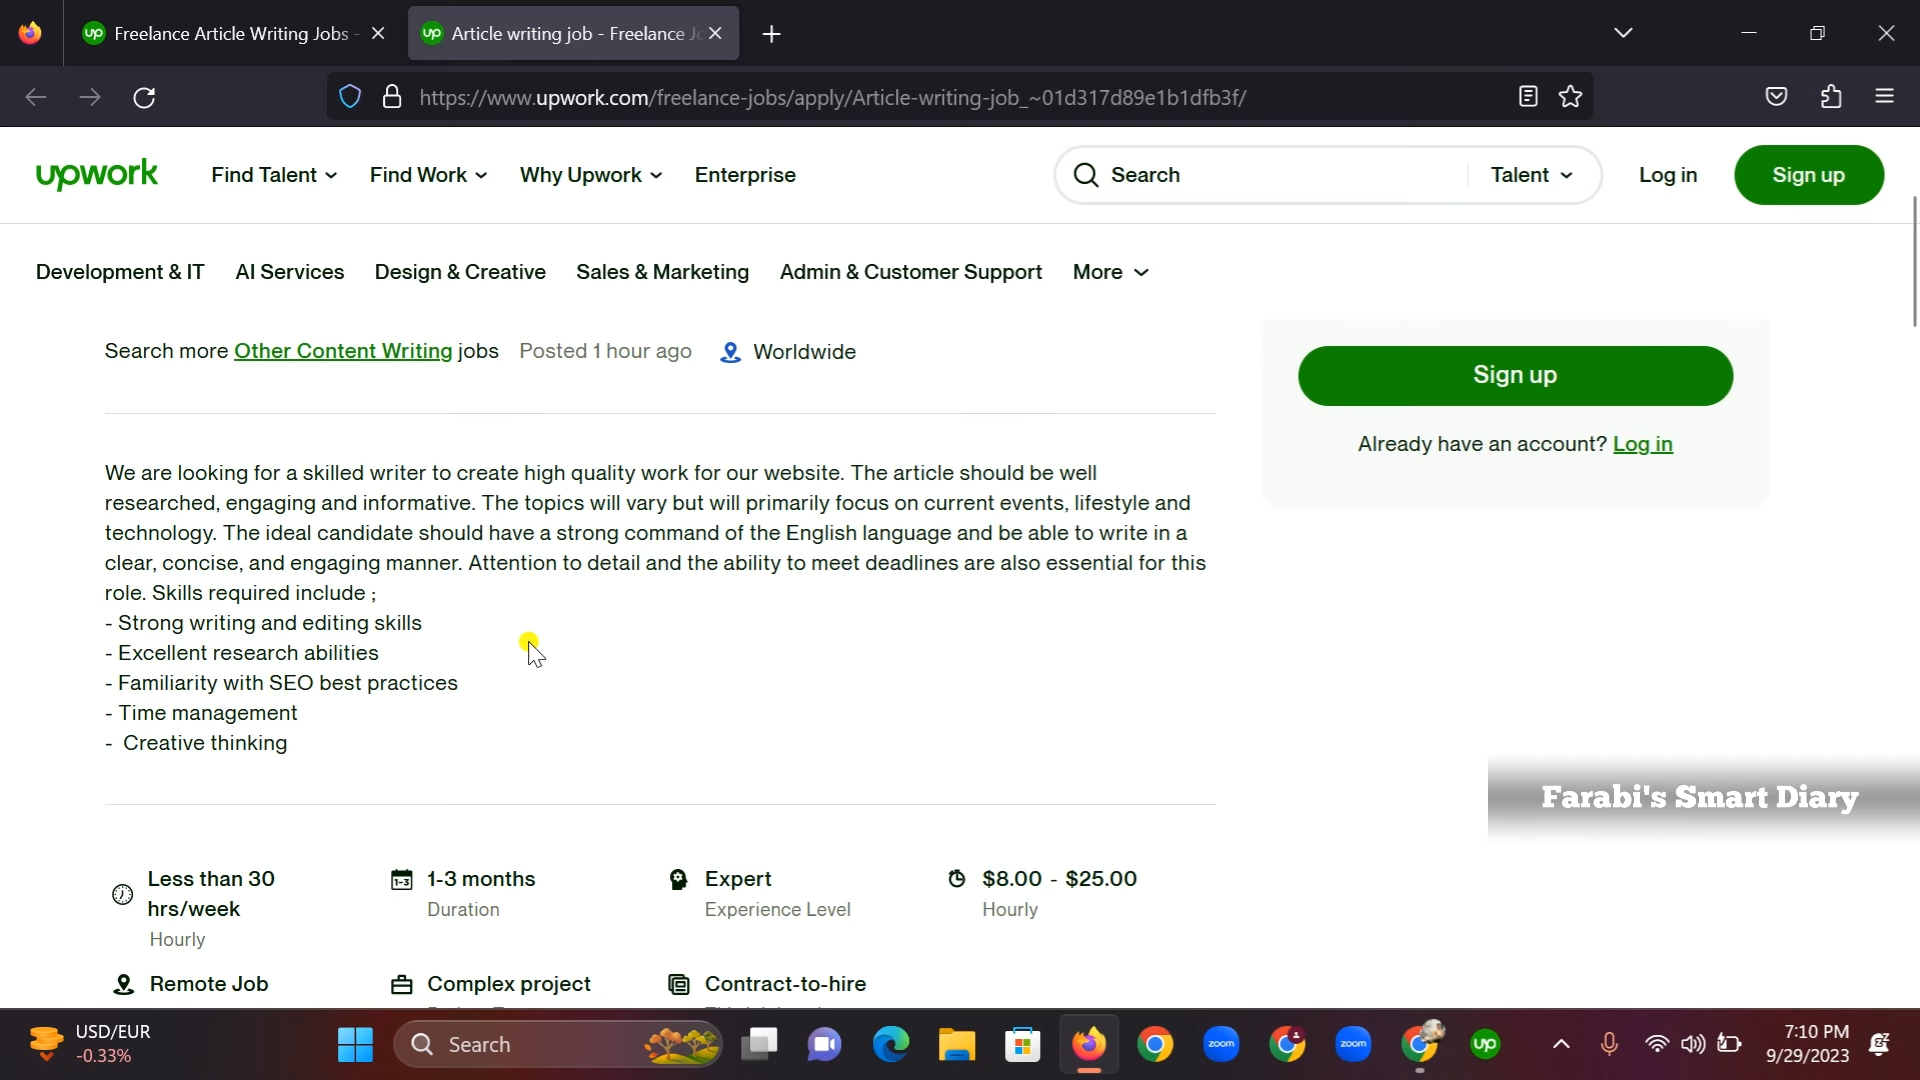 Freelance Article Writing Jobs -
Article writing job - Freelance Jo
https://www.upwork.com/freelance-jobs/apply/Article-writing-job_~01d317d89e1b1dfb3f/
upwork
Find Talent
Find Work
Why Upwork
Enterprise
Search
Talent
Log in
Sign up
Development & IT
AI Services
Design & Creative
Sales & Marketing
Admin & Customer Support
More
Search more Other Content Writing jobs Posted 1 hour ago Worldwide
Sign up
Already have an account? Log in
We are looking for a skilled writer to create high quality work for our website. The article should be well
researched, engaging and informative. The topics will vary but will primarily focus on current events, lifestyle and
technology. The ideal candidate should have a strong command of the English language and be able to write in a
clear, concise, and engaging manner. Attention to detail and the ability to meet deadlines are also essential for this
role. Skills required include ;
- Strong writing and editing skills
- Excellent research abilities
- Familiarity with SEO best practices
- Time management
- Creative thinking
Farabi's Smart Diary
Less than 30
hrs/week
Hourly
1-3 months
Duration
Expert
Experience Level
$8.00 - $25.00
Hourly
Remote Job
Complex project
Contract-to-hire
USD/EUR
-0.33%
Search
zoom
zoom
up
7:10 PM
9/29/2023